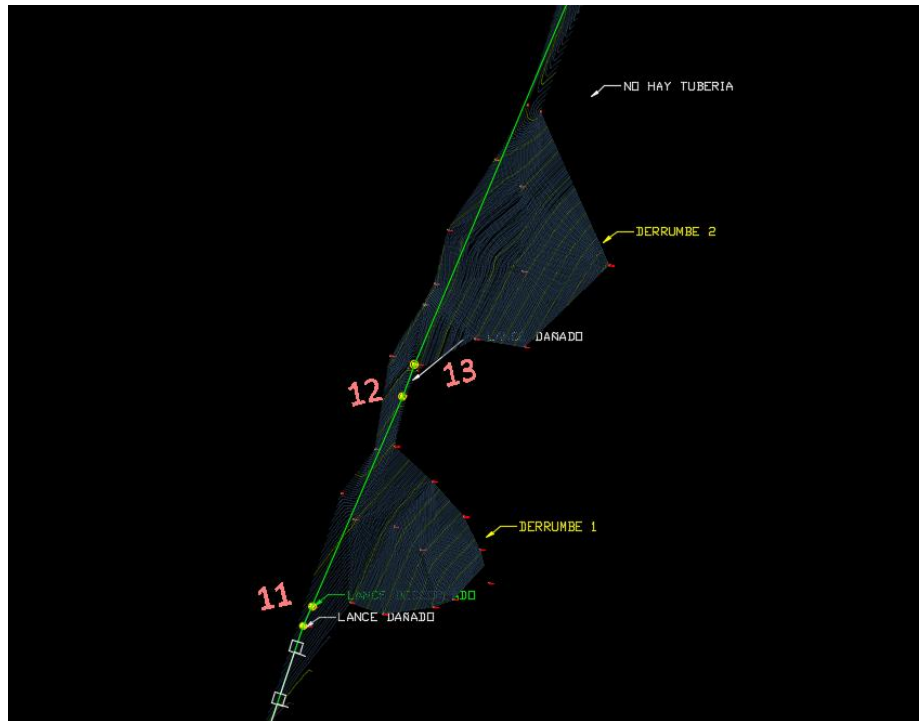 NO HAY TUBERIA
DERRUMBE 2
DAÑADO
13
12
DERRUMBE 1
11
LANCE
LANCE DAÑADO